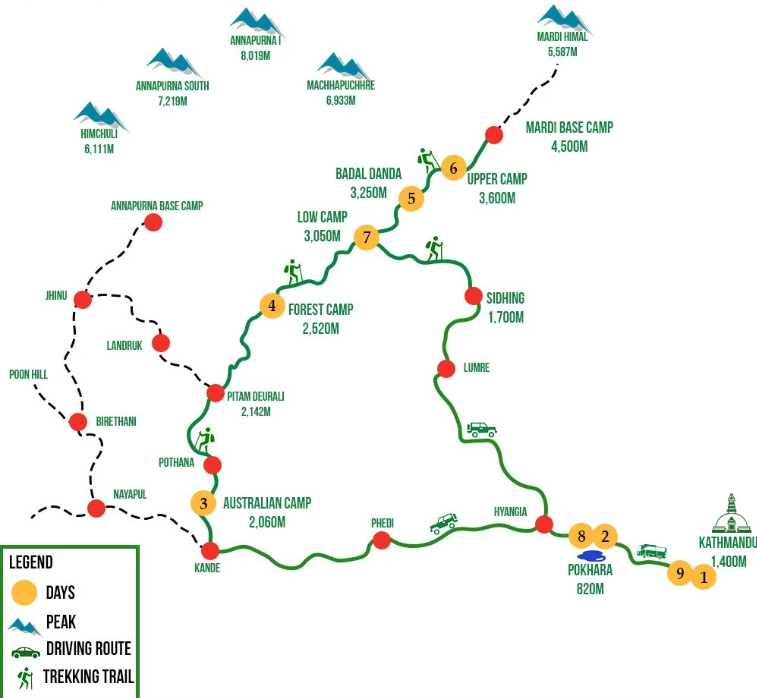 ANNAPURNA I
8,019M
MARDI HIMAL
5,587M
ANNAPURNA SOUTH
7,219M
MACHHAPUCHHRE
6,933M
HIMCHULI
6,111M
MARDI BASE CAMP
4,500M
6
UPPER CAMP
3,600M
BADAL DANDA
3,250M
5
LOW CAMP
3,050M
7
ANNAPURNA BASE CAMP
JHINU
4
FOREST CAMP
2,520M
SIDHING
1,700M
LANDRUK
LUMRE
POON HILL
PITAM DEURALI
2,142M
BIRETHANI
POTHANA
NAYAPUL
3
AUSTRALIAN CAMP
2,060M
HYANGJA
PHEDI
KANDE
8
2
POKHARA
820M
KATHMANDU
1,400M
9
1
LEGEND
DAYS
PEAK
DRIVING ROUTE
TREKKING TRAIL